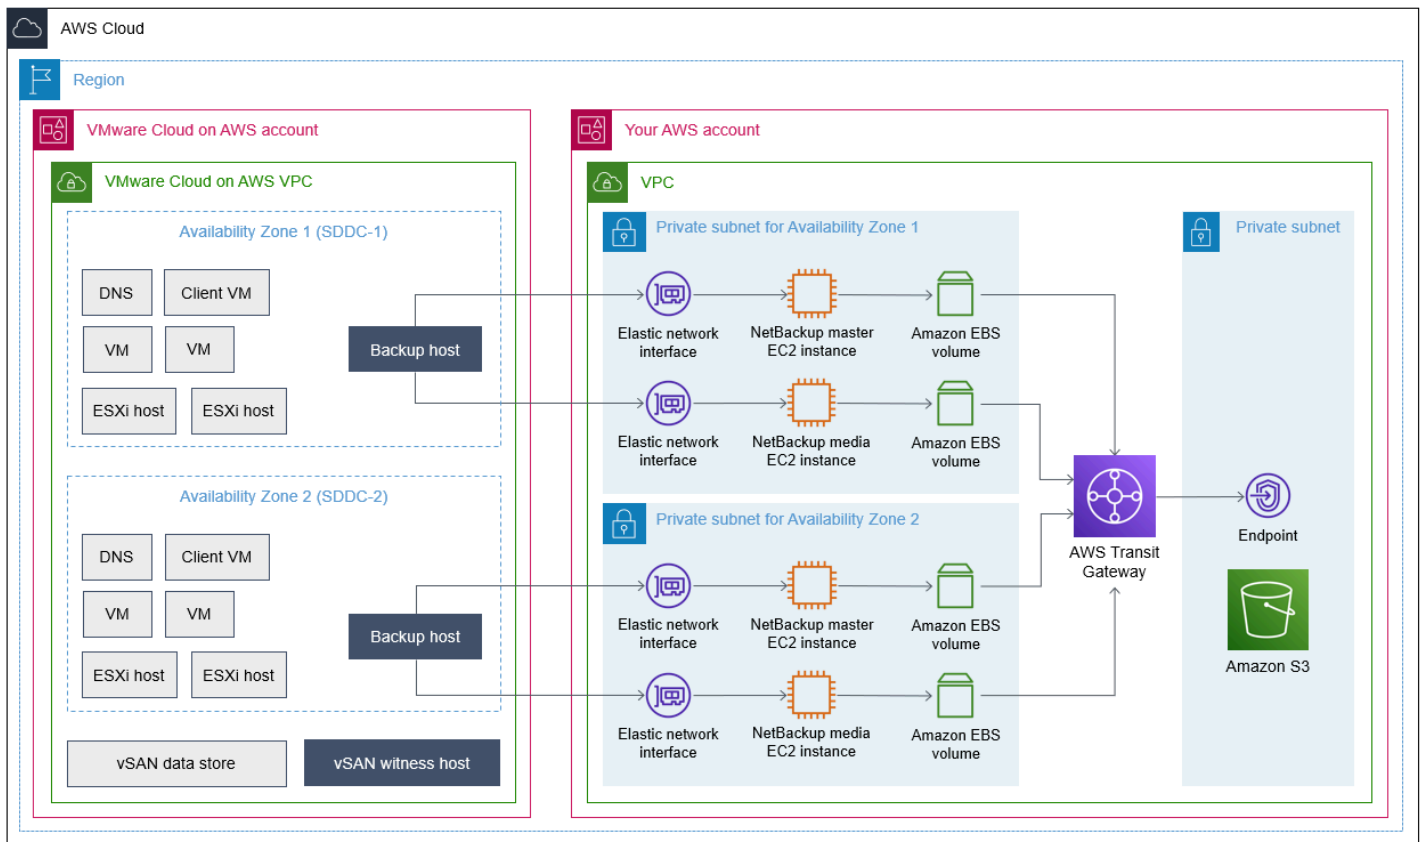 AWS Cloud
Region
VMware Cloud on AWS account
VMware Cloud on AWS VPC
Availability Zone 1 (SDDC-1)
DNS
Client VM
VM
VM
ESXi host
ESXi host
Backup host
Availability Zone 2 (SDDC-2)
DNS
Client VM
VM
VM
ESXi host
ESXi host
Backup host
vSAN data store
vSAN witness host
Your AWS account
VPC
Private subnet for Availability Zone 1
Elastic network
interface
NetBackup master
EC2 instance
Amazon EBS
volume
Elastic network
interface
NetBackup media
EC2 instance
Amazon EBS
volume
Private subnet for Availability Zone 2
Elastic network
interface
NetBackup master
EC2 instance
Amazon EBS
volume
Elastic network
interface
NetBackup media
EC2 instance
Amazon EBS
volume
AWS Transit
Gateway
Private subnet
Endpoint
Amazon S3